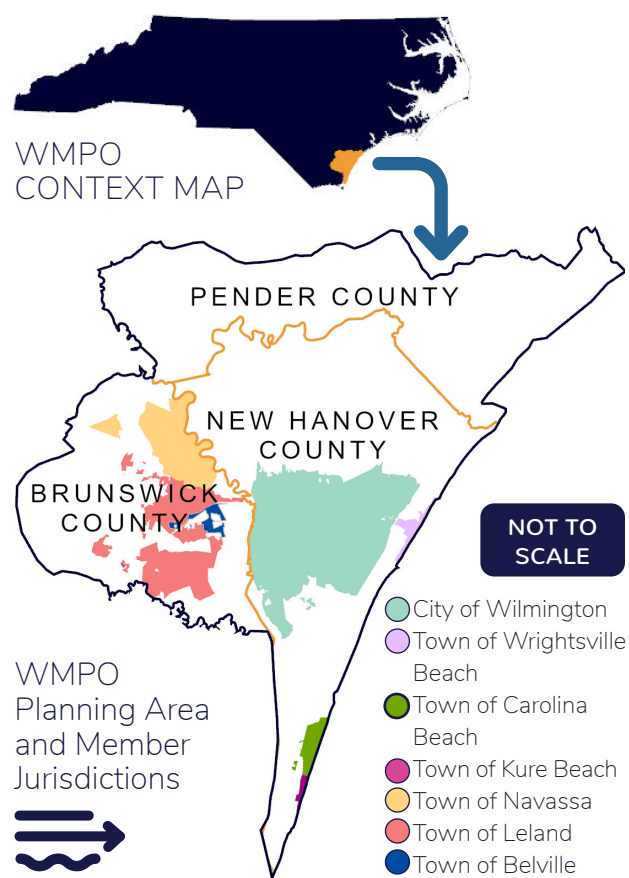 WMPO
CONTEXT MAP
PENDER COUNTY
NEW HANOVER
COUNTY
BRUNSWICK
COUNTY
NOT TO
SCALE
City of Wilmington
Town of Wrightsville
Beach
Town of Carolina
Beach
Town of Kure Beach
Town of Navassa
Town of Leland
Town of Belville
WMPO
Planning Area
and Member
Jurisdictions